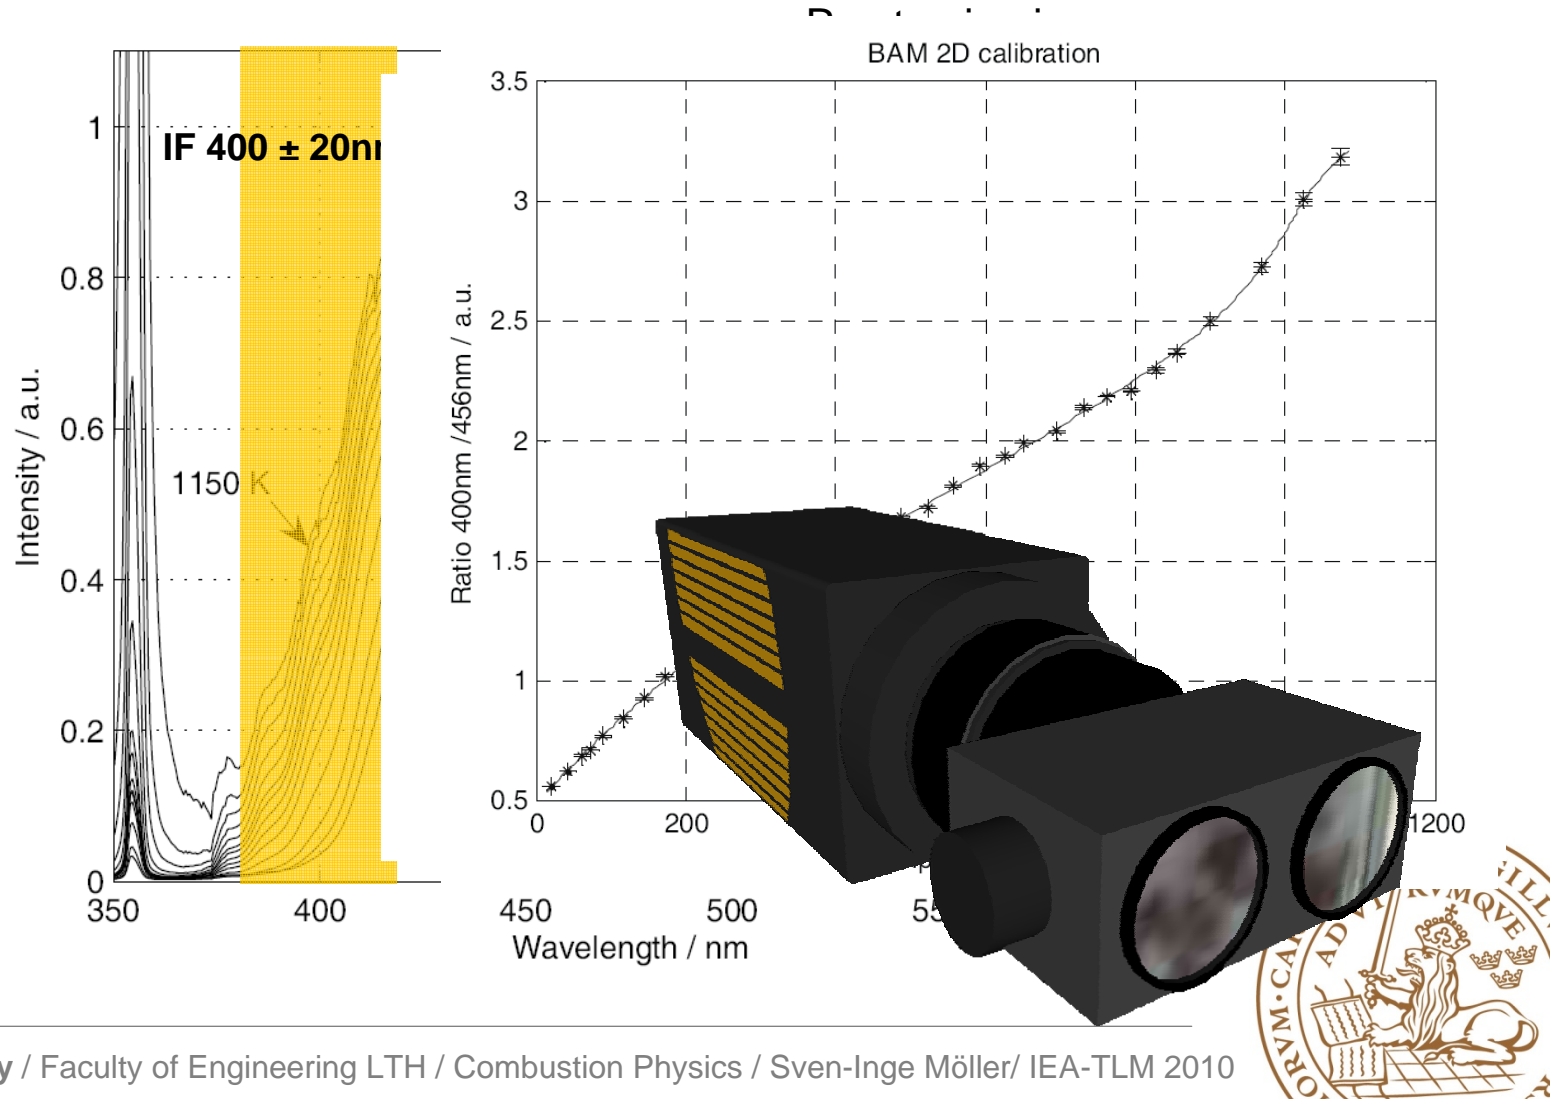 BAM 2D calibration
IF 400 ± 20n
1150 K
Intensity / a.u.
1
0.8
0.6
0.4
0.2
0
350
400
450
500
Wavelength / nm
Ratio 400nm /456nm / a.u.
3.5
3
2.5
2
1.5
1
0.5
0
200
1200
y / Faculty of Engineering LTH / Combustion Physics / Sven-Inge Möller/ IEA-TLM 2010